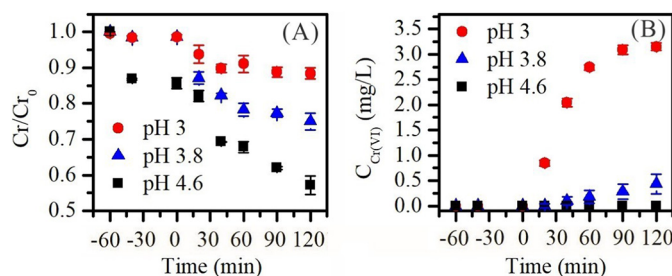 (A)
Cr/Cr0
1.0
0.9
0.8
0.7
0.6
0.5
pH 3
pH 3.8
pH 4.6
-60 -30 0 30 60 90 120
Time (min)
(B)
C Cr(VI) (mg/L)
3.5
3.0
2.5
2.0
1.5
1.0
0.5
0.0
pH 3
pH 3.8
pH 4.6
-60 -30 0 30 60 90 120
Time (min)